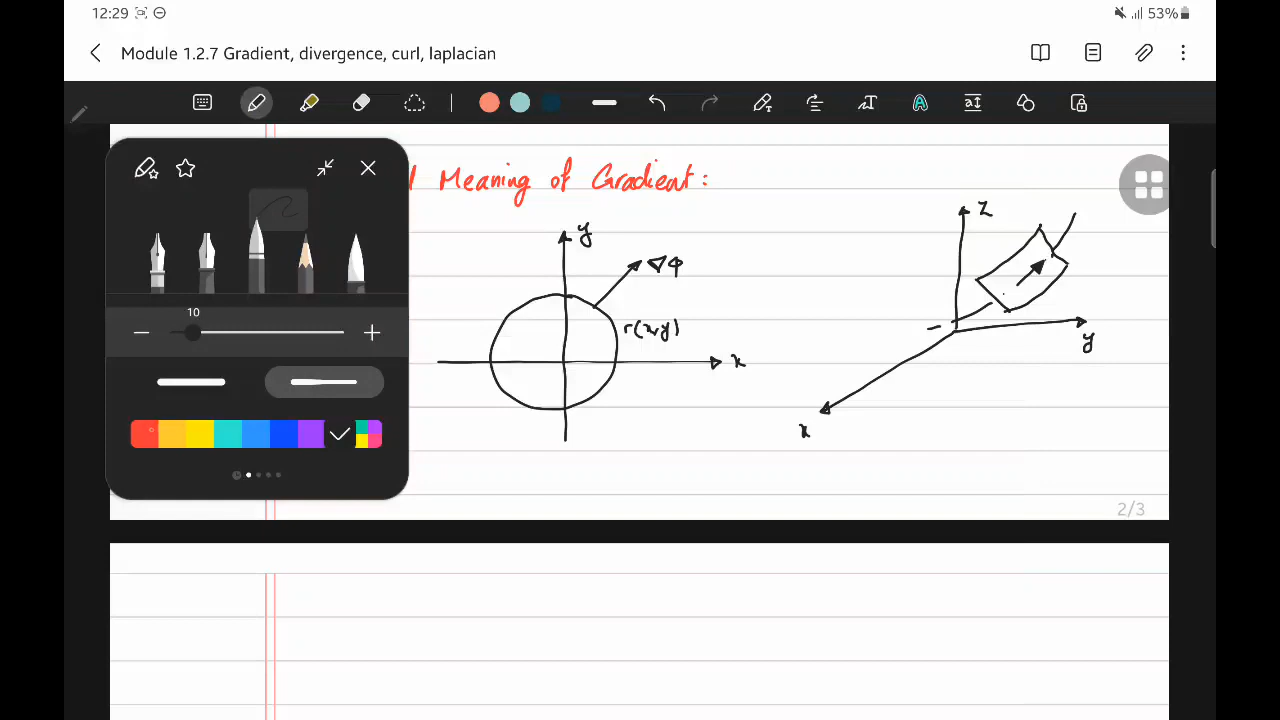 12:29
53%
Module 1.2.7 Gradient, divergence, curl, laplacian
Meaning of Gradient:
10
y
∇φ
r(x,y)
x
z
y
x
2/3